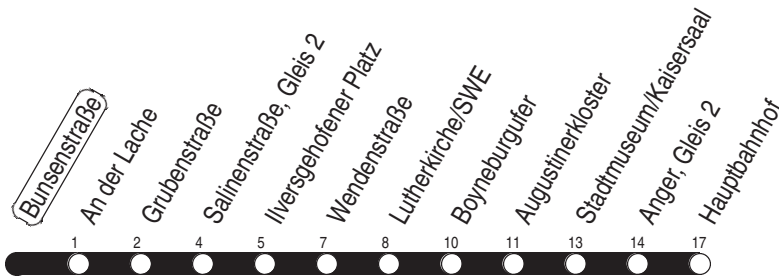 Bunsenstraße
An der Lache
Grubenstraße
Salinenstraße, Gleis 2
Ilversgehofener Platz
Wendenstraße
Lutherkirche/SWE
Boyneburgufer
Augustinerkloster
Stadtmuseum/Kaisersaal
Anger, Gleis 2
Hauptbahnhof
1 2 4 5 7 8 10 11 13 14 17